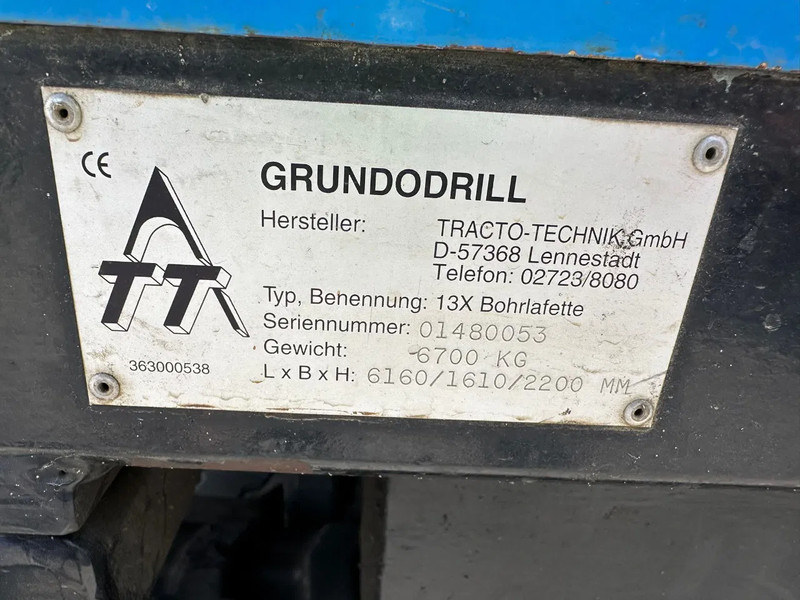 CE
TT
GRUNDODRILL
Hersteller: TRACTO-TECHNIK GmbH
D-57368 Lennestadt
Telefon: 02723/8080
Typ, Benennung: 13X Bohrlafette
Seriennummer: 01480053
Gewicht: 6700 KG
L x B x H: 6160/1610/2200 MM
363000538